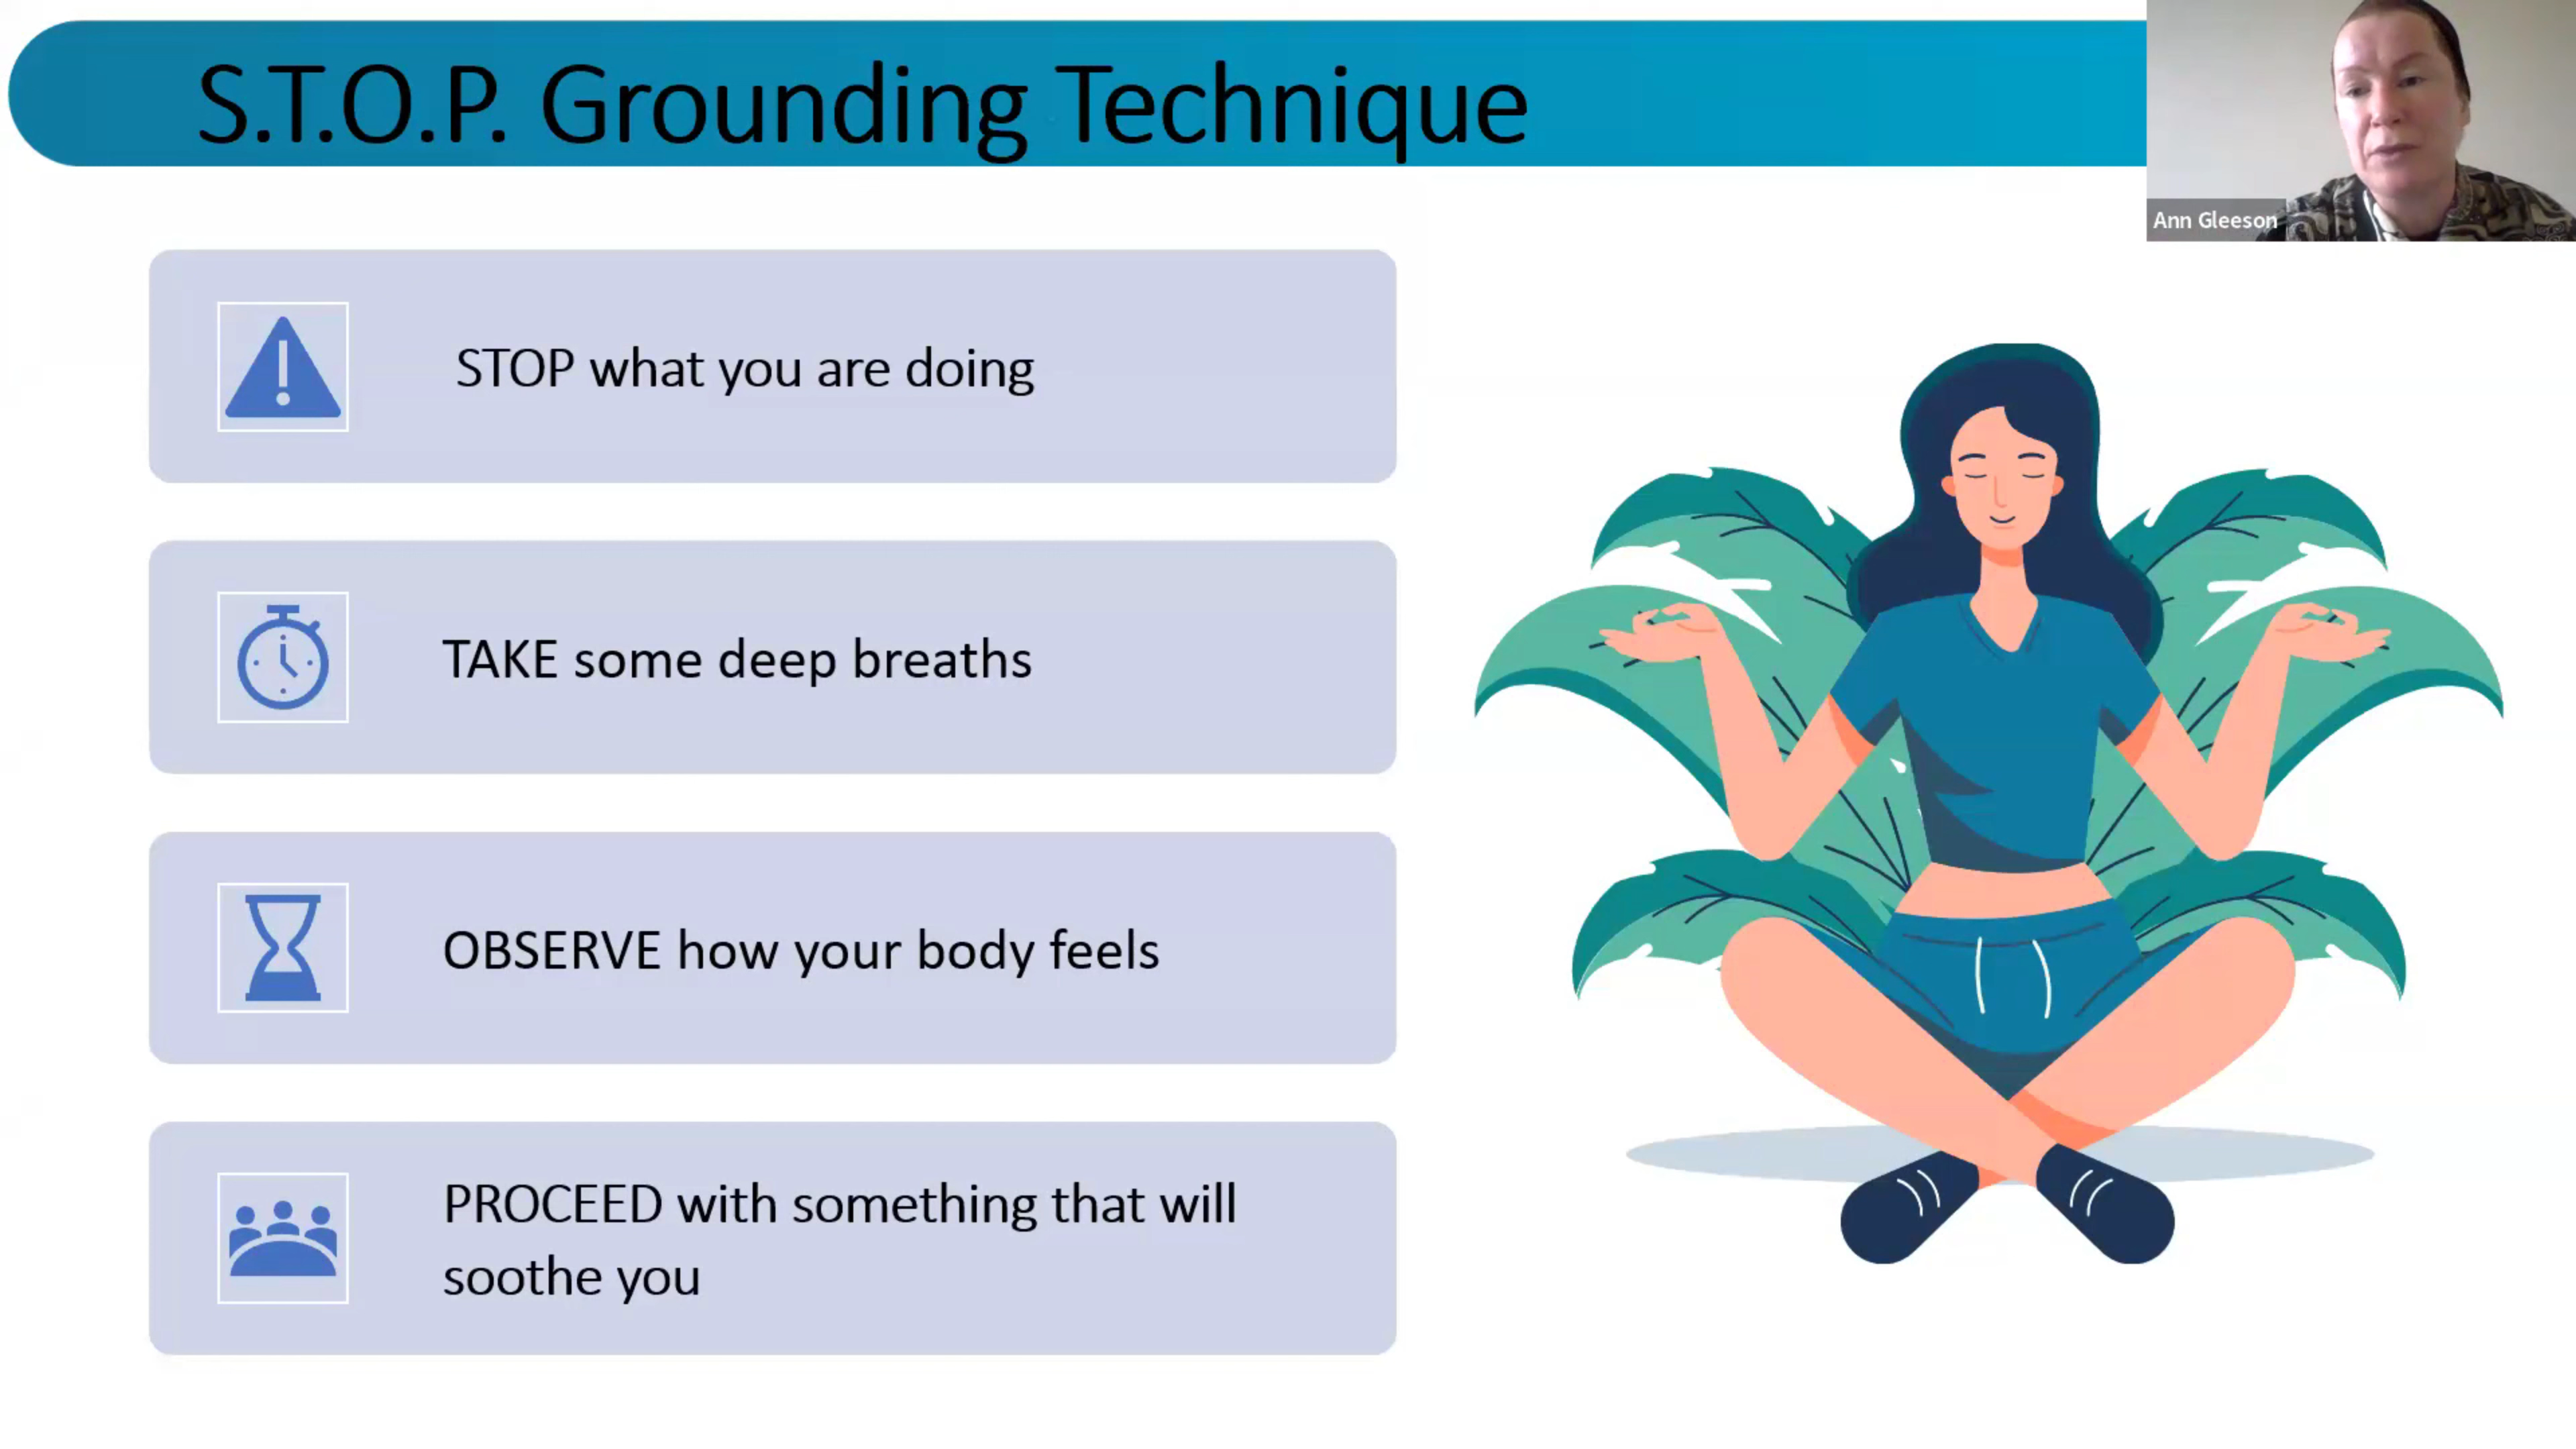 S.T.O.P. Grounding Technique
Ann Gleeson
STOP what you are doing
TAKE some deep breaths
OBSERVE how your body feels
PROCEED with something that will
soothe you